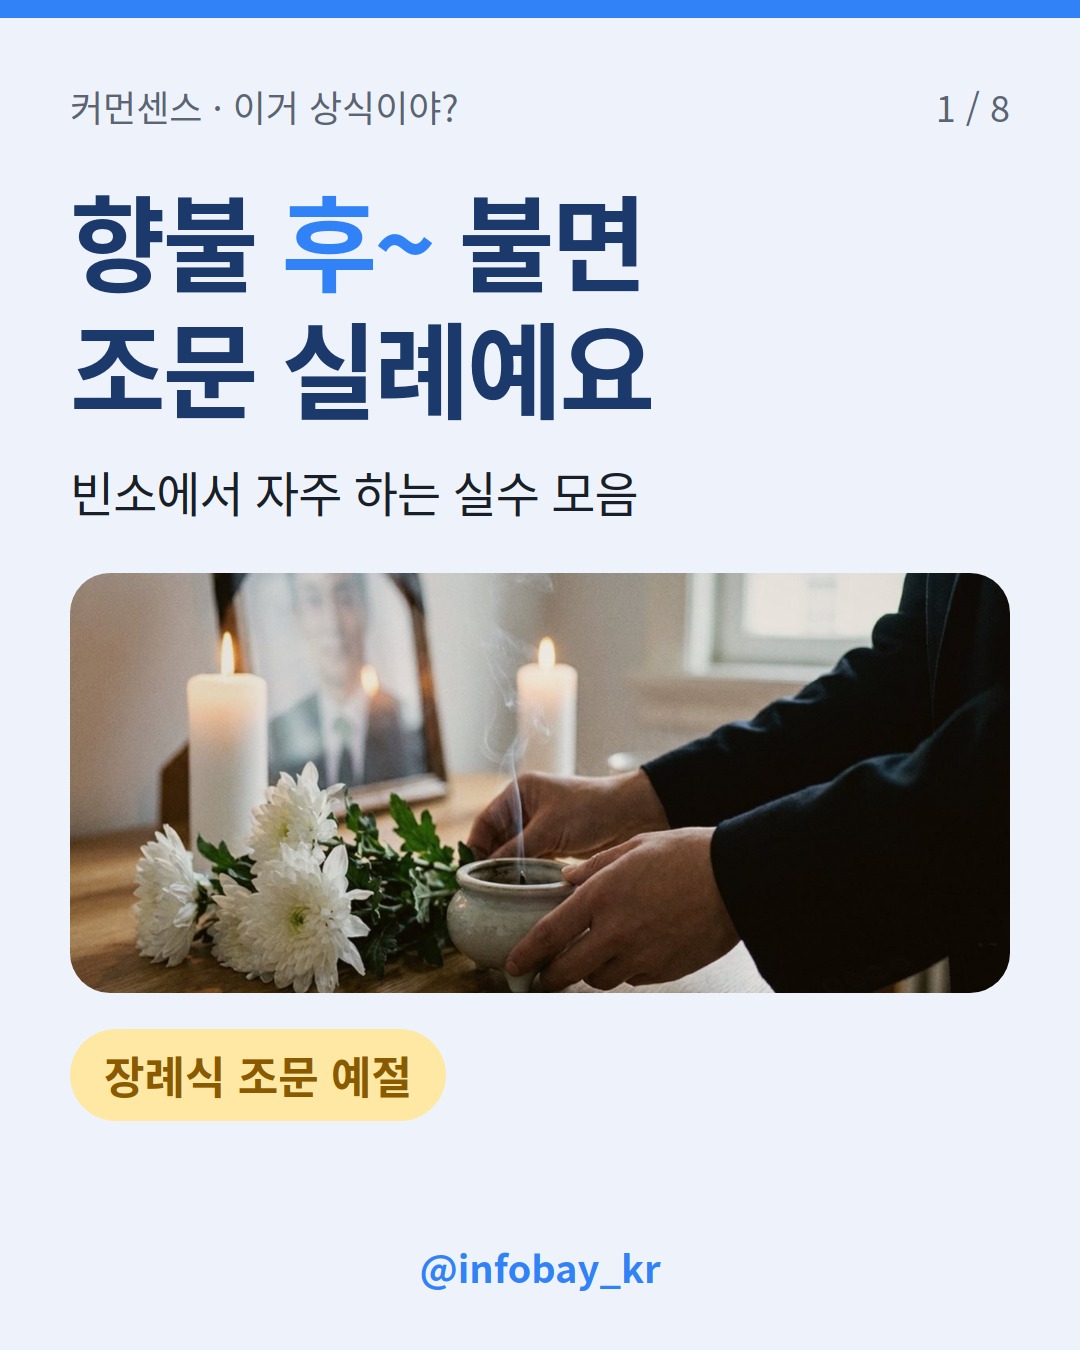 커먼센스 · 이거 상식이야?
1 / 8
향불 후~ 불면
조문 실례예요
빈소에서 자주 하는 실수 모음
장례식 조문 예절
@infobay_kr